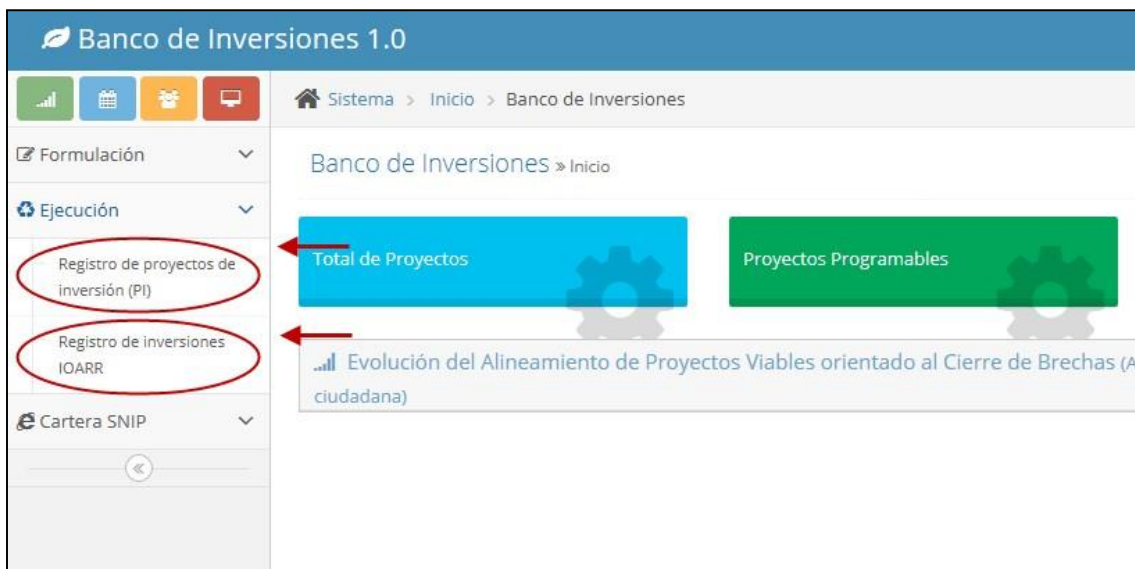 Banco de Inversiones 1.0
Sistema > Inicio > Banco de Inversiones
Formulación
Ejecución
Registro de proyectos de
inversión (PI)
Registro de inversiones
IOARR
Cartera SNIP
Banco de Inversiones » Inicio
Total de Proyectos
Proyectos Programables
Evolución del Alineamiento de Proyectos Viables orientado al Cierre de Brechas (A
ciudadana)